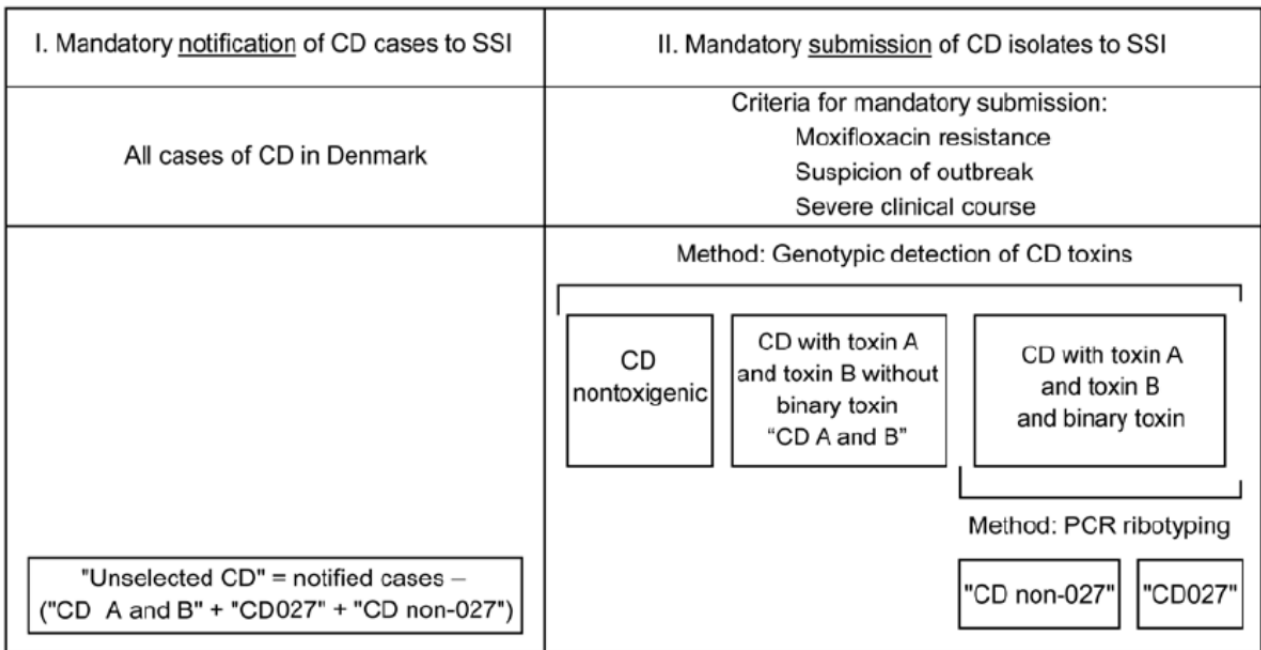 I. Mandatory notification of CD cases to SSI
II. Mandatory submission of CD isolates to SSI
All cases of CD in Denmark
Criteria for mandatory submission:
Moxifloxacin resistance
Suspicion of outbreak
Severe clinical course
Method: Genotypic detection of CD toxins
CD
nontoxigenic
CD with toxin A
and toxin B without
binary toxin
“CD A and B”
CD with toxin A
and toxin B
and binary toxin
Method: PCR ribotyping
"CD non-027"
"CD027"
"Unselected CD" = notified cases –
("CD A and B" + "CD027" + "CD non-027")